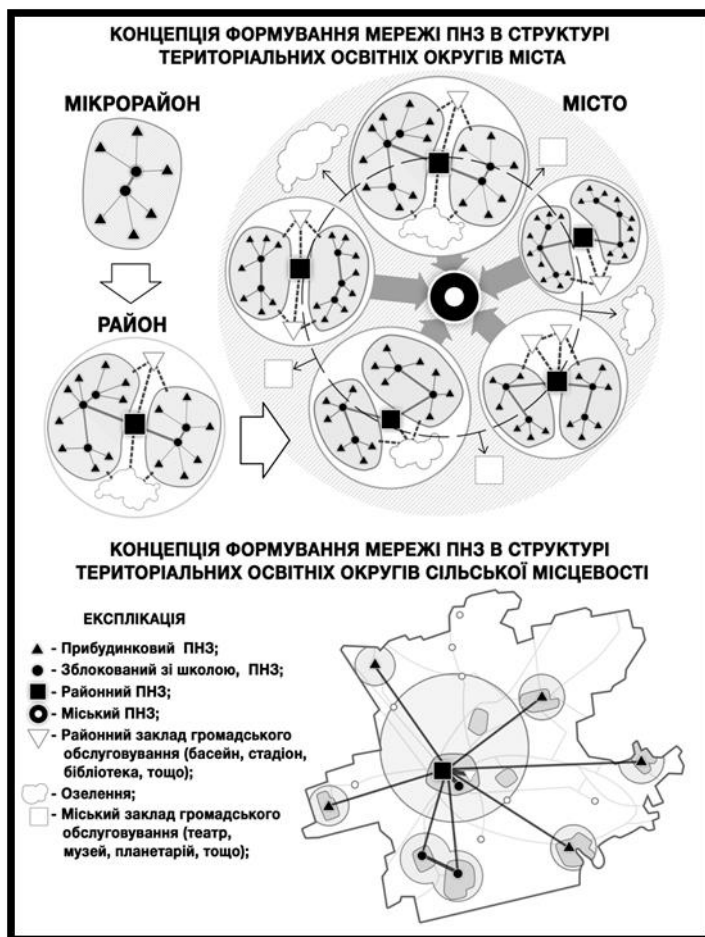 КОНЦЕПЦІЯ ФОРМУВАННЯ МЕРЕЖІ ПНЗ В СТРУКТУРІ
ТЕРИТОРІАЛЬНИХ ОСВІТНІХ ОКРУГІВ МІСТА
МІКРОРАЙОН
МІСТО
РАЙОН
КОНЦЕПЦІЯ ФОРМУВАННЯ МЕРЕЖІ ПНЗ В СТРУКТУРІ
ТЕРИТОРІАЛЬНИХ ОСВІТНІХ ОКРУГІВ СІЛЬСЬКОЇ МІСЦЕВОСТІ
ЕКСПЛІКАЦІЯ
- Прибудинковий ПНЗ;
- Зблокований зі школою, ПНЗ;
- Районний ПНЗ;
- Міський ПНЗ;
- Районний заклад громадського
обслуговування (басейн, стадіон,
бібліотека, тощо);
- Озелення;
- Міський заклад громадського
обслуговування (театр,
музей, планетарій, тощо);